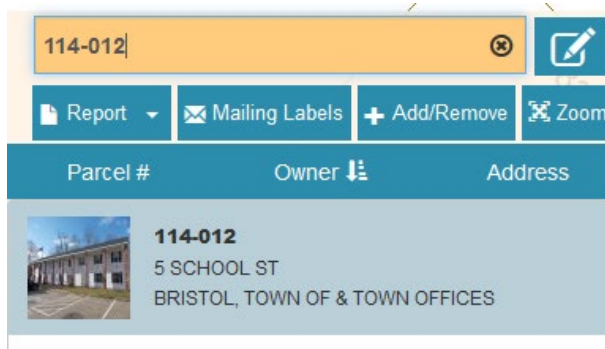 114-012
Report Mailing Labels Add/Remove Zoom
Parcel # Owner Address
114-012
5 SCHOOL ST
BRISTOL, TOWN OF & TOWN OFFICES